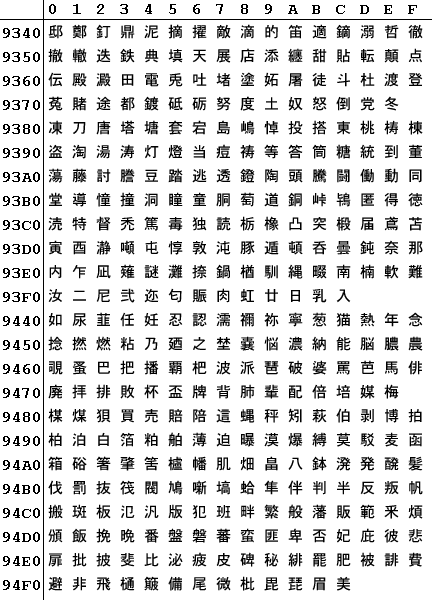 0 1 2 3 4 5 6 7 8 9 A B C D E F
9340 邸 鄭 釘 鼎 泥 摘 擢 敵 滴 的 笛 適 鏑 溺 哲 徹
9350 撤 轍 迭 鉄 典 填 天 展 店 添 纏 甜 貼 転 顛 点
9360 伝 殿 澱 田 電 兎 吐 堵 塗 妬 屠 徒 斗 杜 渡 登
9370 菟 賭 途 都 鍍 砥 砺 努 度 土 奴 怒 倒 党 冬
9380 凍 刀 唐 塔 塘 套 宕 島 嶋 悼 投 搭 東 桃 梼 棟
9390 盗 淘 湯 涛 灯 燈 当 痘 祷 等 答 筒 糖 統 到 董
93A0 蕩 藤 討 謄 豆 踏 逃 透 鐙 陶 頭 騰 闘 働 動 同
93B0 堂 導 憧 撞 洞 瞳 童 胴 萄 道 銅 峠 鴇 匿 得 徳
93C0 涜 特 督 禿 篤 毒 独 読 栃 橡 凸 突 椴 届 鳶 苫
93D0 寅 酉 瀞 噸 屯 惇 敦 沌 豚 遁 頓 呑 曇 鈍 奈 那
93E0 内 乍 凪 薙 謎 灘 捺 鍋 楢 馴 縄 畷 南 楠 軟 難
93F0 汝 二 尼 弐 迩 匂 賑 肉 虹 廿 日 乳 入
9440 如 尿 韮 任 妊 忍 認 濡 禰 祢 寧 葱 猫 熱 年 念
9450 捻 撚 燃 粘 乃 廼 之 埜 嚢 悩 濃 納 能 脳 膿 農
9460 覗 蚤 巴 把 播 覇 杷 波 派 琶 破 婆 罵 芭 馬 俳
9470 廃 拝 排 敗 杯 盃 牌 背 肺 輩 配 倍 培 媒 梅
9480 楳 煤 狽 買 売 賠 陪 這 蝿 秤 矧 萩 伯 剥 博 拍
9490 柏 泊 白 箔 粕 舶 薄 迫 曝 漠 爆 縛 莫 駁 麦 函
94A0 箱 硲 箸 肇 筈 櫨 幡 肌 畑 畠 八 鉢 溌 発 醗 髪
94B0 伐 罰 抜 筏 閥 鳩 噺 塙 蛤 隼 伴 判 半 反 叛 帆
94C0 搬 斑 板 氾 汎 版 犯 班 畔 繁 般 藩 販 範 釆 煩
94D0 頒 飯 挽 晩 番 盤 磐 蕃 蛮 匪 卑 否 妃 庇 彼 悲
94E0 扉 批 披 斐 比 泌 疲 皮 碑 秘 緋 罷 肥 被 誹 費
94F0 避 非 飛 樋 簸 備 尾 微 枇 毘 琵 眉 美